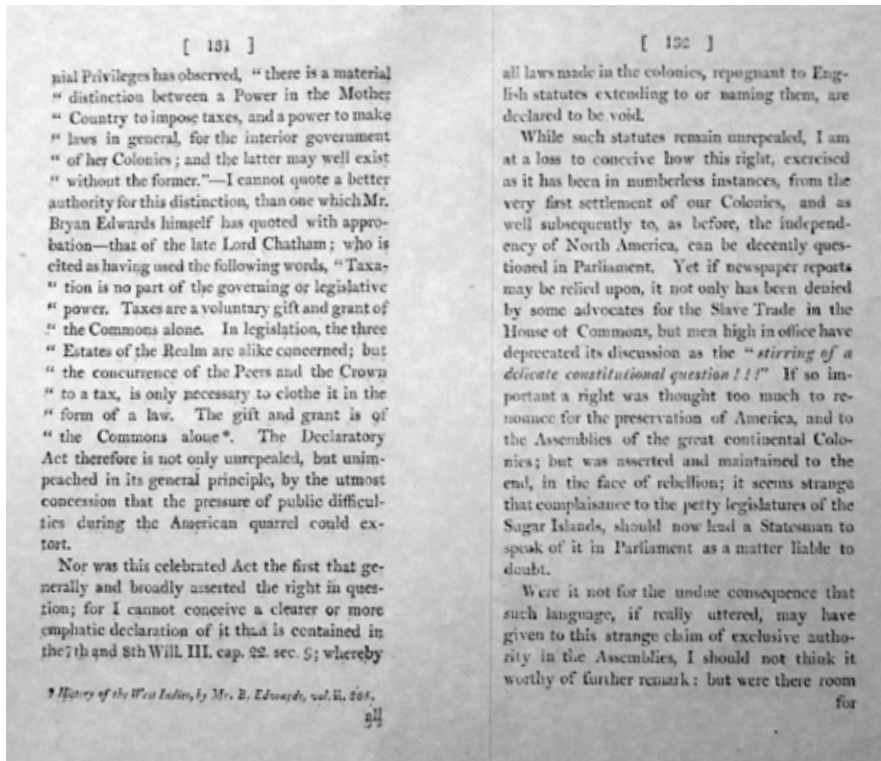 [ 131 ]
nial Privileges has observed, “ there is a material
“ distinction between a Power in the Mother
“ Country to impose taxes, and a power to make
“ laws in general, for the interior government
“ of her Colonies; and the latter may well exist
“ without the former.”—I cannot quote a better
authority for this distinction, than one which Mr.
Bryan Edwards himself has quoted with appro-
bation—that of the late Lord Chatham; who is
cited as having used the following words, “ Taxa-
“ tion is no part of the governing or legislative
“ power. Taxes are a voluntary gift and grant of
“ the Commons alone. In legislation, the three
“ Estates of the Realm are alike concerned; but
“ the concurrence of the Peers and the Crown
“ to a tax, is only necessary to clothe it in the
“ form of a law. The gift and grant is of
“ the Commons alone*. The Declaratory
Act therefore is not only unrepealed, but unim-
peached in its general principle, by the utmost
concession that the pressure of public difficul-
ties during the American quarrel could ex-
tort.
Nor was this celebrated Act the first that ge-
nerally and broadly asserted the right in ques-
tion; for I cannot conceive a clearer or more
emphatic declaration of it than is contained in
the 7th and 8th Will. III. cap. 22. sec. 9; whereby
* History of the West Indies, by Mr. B. Edwards, vol. ii.
all
[ 132 ]
all laws made in the colonies, repugnant to Eng-
lish statutes extending to or naming them, are
declared to be void.
While such statutes remain unrepealed, I am
at a loss to conceive how this right, exercised
as it has been in numberless instances, from the
very first settlement of our Colonies, and as
well subsequently to, as before, the independ-
ency of North America, can be decently ques-
tioned in Parliament. Yet if newspaper reports
may be relied upon, it not only has been denied
by some advocates for the Slave Trade in the
House of Commons, but men high in office have
deprecated its discussion as the “ stirring of a
delicate constitutional question ! ! !” If so im-
portant a right was thought too much to re-
nounce for the preservation of America, and to
the Assemblies of the great continental Colo-
nies; but was asserted and maintained to the
end, in the face of rebellion; it seems strange
that complaisance to the petty legislatures of the
Sugar Islands, should now lead a Statesman to
speak of it in Parliament as a matter liable to
doubt.
Were it not for the undue consequence that
such language, if really uttered, may have
given to this strange claim of exclusive autho-
rity in the Assemblies, I should not think it
worthy of further remark: but were there room
for